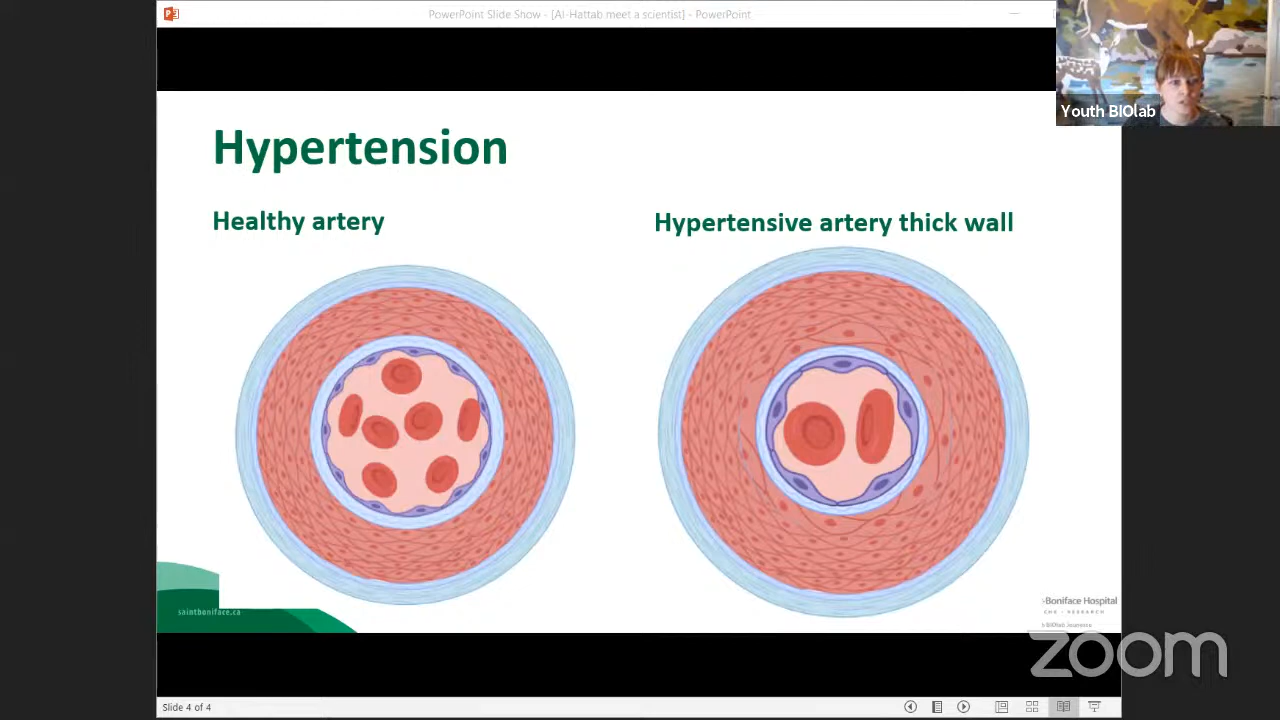 PowerPoint Slide Show - [Al-Hattab meet a scientist] - PowerPoint
Youth BIOlab
Hypertension
Healthy artery
Hypertensive artery thick wall
saintboniface.ca
Boniface Hospital
RESEARCH
zoom
Slide 4 of 4